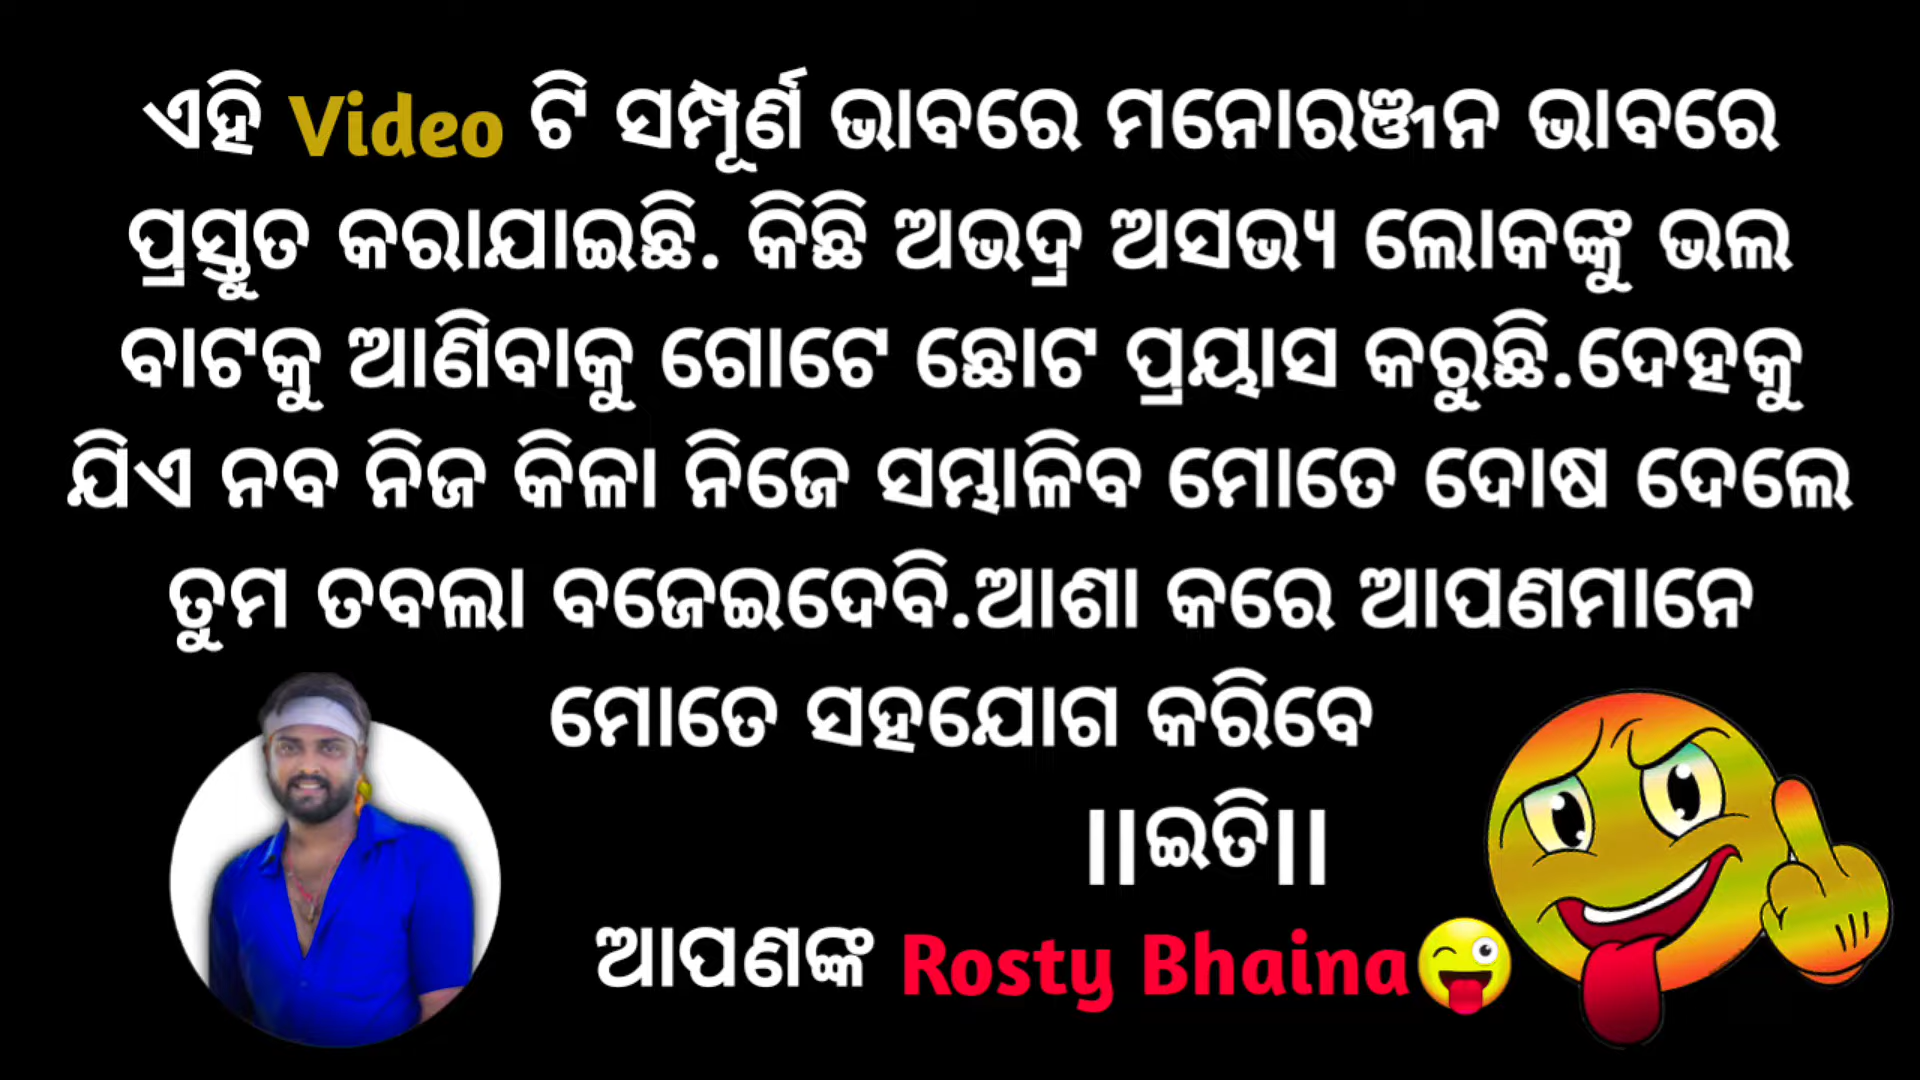 ଏହି Video ଟି ସମ୍ପୂର୍ଣ ଭାବରେ ମନୋରଞ୍ଜନ ଭାବରେ
ପ୍ରସ୍ତୁତ କରାଯାଇଛି. କିଛି ଅଭଦ୍ର ଅସଭ୍ୟ ଲୋକଙ୍କୁ ଭଲ
ବାଟକୁ ଆଣିବାକୁ ଗୋଟେ ଛୋଟ ପ୍ରୟାସ କରୁଛି.ଦେହକୁ
ଯିଏ ନବ ନିଜ କିଳା ନିଜେ ସମ୍ଭାଳିବ ମୋତେ ଦୋଷ ଦେଲେ
ତୁମ ତବଲା ବଜେଇଦେବି.ଆଶା କରେ ଆପଣମାନେ
ମୋତେ ସହଯୋଗ କରିବେ
||ଇତି||
ଆପଣଙ୍କ Rosty Bhaina😜